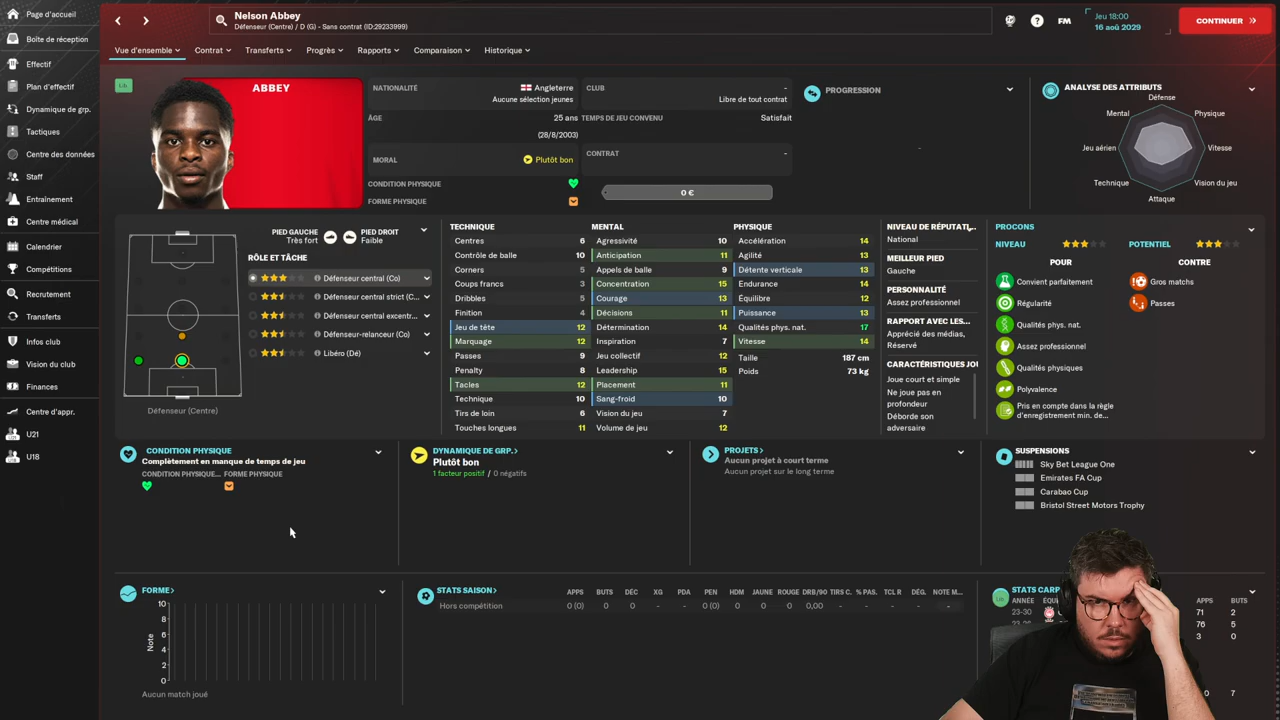 Page d'accueil
Boîte de réception
Effectif
Plan d'effectif
Dynamique de grp.
Tactiques
Centre des données
Staff
Entraînement
Centre médical
Calendrier
Compétitions
Recrutement
Transferts
Infos club
Vision du club
Finances
Centre d'appr.
U21
U18
Nelson Abbey
Défenseur (Centre) / D (G) - Sans contrat (ID:29233999)
FM
Jeu 18:00
16 aoû 2029
CONTINUER
Vue d'ensemble
Contrat
Transferts
Progrès
Rapports
Comparaison
Historique
Lib
ABBEY
NATIONALITÉ
Angleterre
Aucune sélection jeunes
ÂGE
25 ans
(28/8/2003)
MORAL
Plutôt bon
CONDITION PHYSIQUE
FORME PHYSIQUE
CLUB
-
Libre de tout contrat
TEMPS DE JEU CONVENU
Satisfait
CONTRAT
-
0 €
PROGRESSION
-
ANALYSE DES ATTRIBUTS
Défense
Physique
Vitesse
Vision du jeu
Attaque
Technique
Jeu aérien
Mental
PIED GAUCHE
Très fort
PIED DROIT
Faible
RÔLE ET TÂCHE
Défenseur central (Co)
Défenseur central strict (C...
Défenseur central excentr...
Défenseur-relanceur (Co)
Libéro (Dé)
Défenseur (Centre)
TECHNIQUE
Centres 6
Contrôle de balle 10
Corners 5
Coups francs 3
Dribbles 5
Finition 4
Jeu de tête 12
Marquage 12
Passes 9
Penalty 8
Tacles 12
Technique 10
Tirs de loin 6
Touches longues 11
MENTAL
Agressivité 10
Anticipation 11
Appels de balle 9
Concentration 15
Courage 13
Décisions 11
Détermination 14
Inspiration 7
Jeu collectif 12
Leadership 15
Placement 11
Sang-froid 10
Vision du jeu 7
Volume de jeu 12
PHYSIQUE
Accélération 14
Agilité 13
Détente verticale 13
Endurance 14
Équilibre 12
Puissance 13
Qualités phys. nat. 17
Vitesse 14
Taille 187 cm
Poids 73 kg
NIVEAU DE RÉPUTAT...
National
MEILLEUR PIED
Gauche
PERSONNALITÉ
Assez professionnel
RAPPORT AVEC LES...
Apprécié des médias,
Réservé
CARACTÉRISTIQUES JOU
Joue court et simple
Ne joue pas en
profondeur
Déborde son
adversaire
PROCONS
NIVEAU
POTENTIEL
POUR
CONTRE
Convient parfaitement
Régularité
Qualités phys. nat.
Assez professionnel
Qualités physiques
Polyvalence
Pris en compte dans la règle
d'enregistrement min. de...
Gros matchs
Passes
CONDITION PHYSIQUE
Complètement en manque de temps de jeu
CONDITION PHYSIQUE... FORME PHYSIQUE
DYNAMIQUE DE GRP.
Plutôt bon
1 facteur positif / 0 négatifs
PROJETS
Aucun projet à court terme
Aucun projet sur le long terme
SUSPENSIONS
Sky Bet League One
Emirates FA Cup
Carabao Cup
Bristol Street Motors Trophy
FORME
Note
10
8
6
4
2
0
Aucun match joué
STATS SAISON
APPS BUTS DÉC XG PDA PEN HDM JAUNE ROUGE DRB/90 TIRS C. % PAS. TCL R DÉG. NOTE M...
Hors compétition 0 (0) 0 0 - 0 0 (0) 0 0 0 0,00 - - - - -
Lib
STATS CARR
ANNÉE ÉQU APPS BUTS
23-30 71 2
23-26 76 5
3 0
0 7